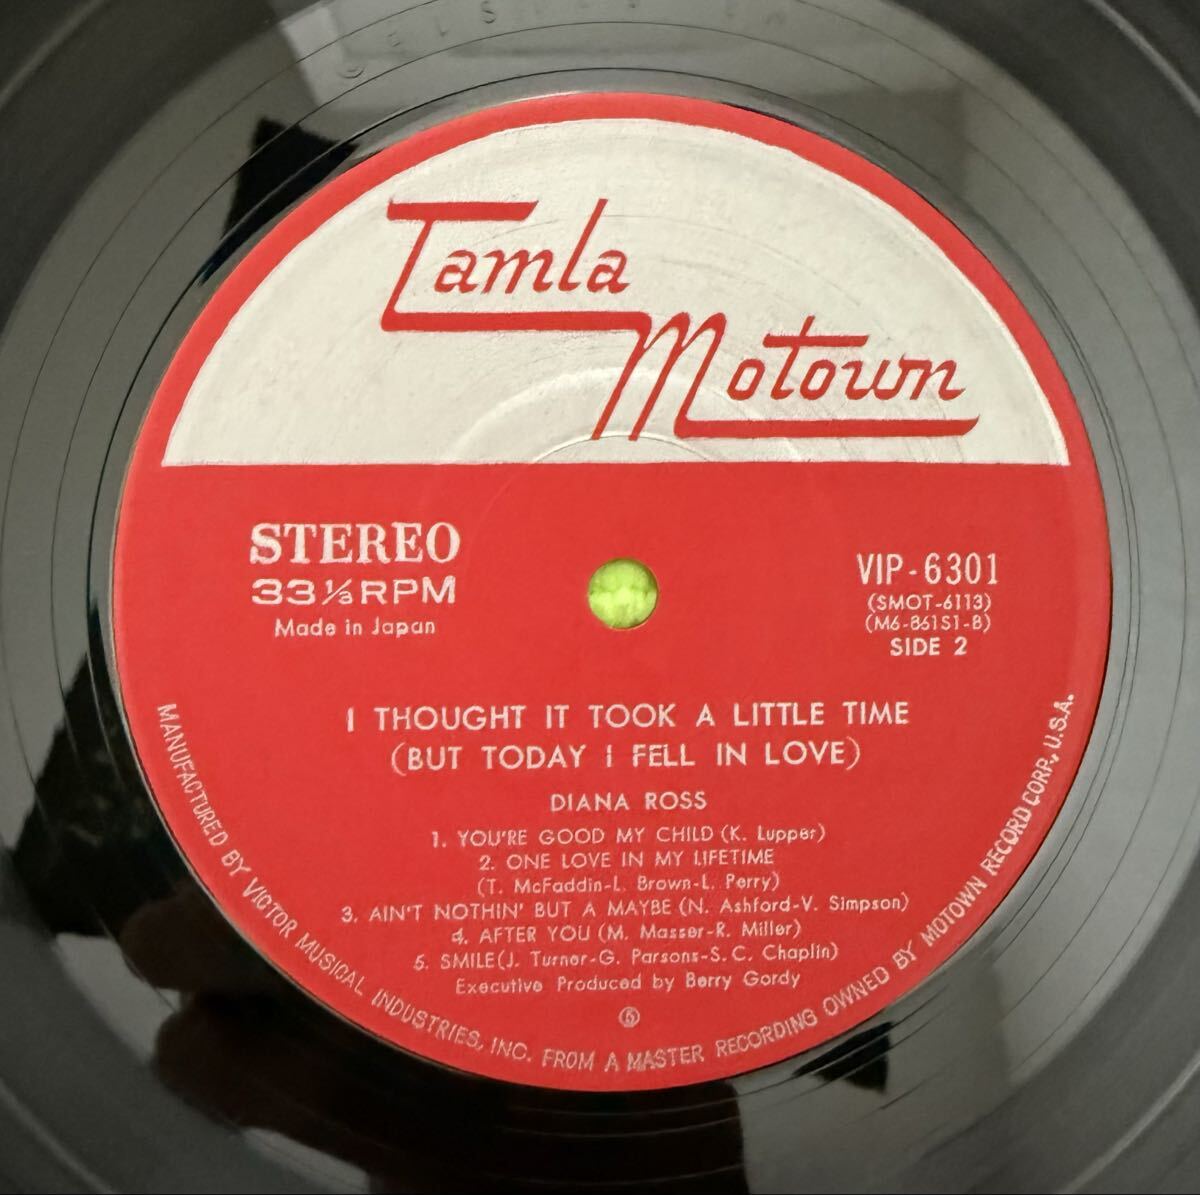 Tamla
Motown
STEREO
33 1/3 RPM
Made in Japan
VIP-6301
(SMOT-6113)
(M6-861S1-B)
SIDE 2
I THOUGHT IT TOOK A LITTLE TIME
(BUT TODAY I FELL IN LOVE)
DIANA ROSS
1. YOU'RE GOOD MY CHILD (K. Lupper)
2. ONE LOVE IN MY LIFETIME
(T. McFaddin-L. Brown-L. Perry)
3. AIN'T NOTHIN' BUT A MAYBE (N. Ashford-V. Simpson)
4. AFTER YOU (M. Masser-R. Miller)
5. SMILE (J. Turner-G. Parsons-S. C. Chaplin)
Executive Produced by Berry Gordy
MANUFACTURED BY VICTOR MUSICAL INDUSTRIES, INC. FROM A MASTER RECORDING OWNED BY MOTOWN RECORD CORP., U.S.A.